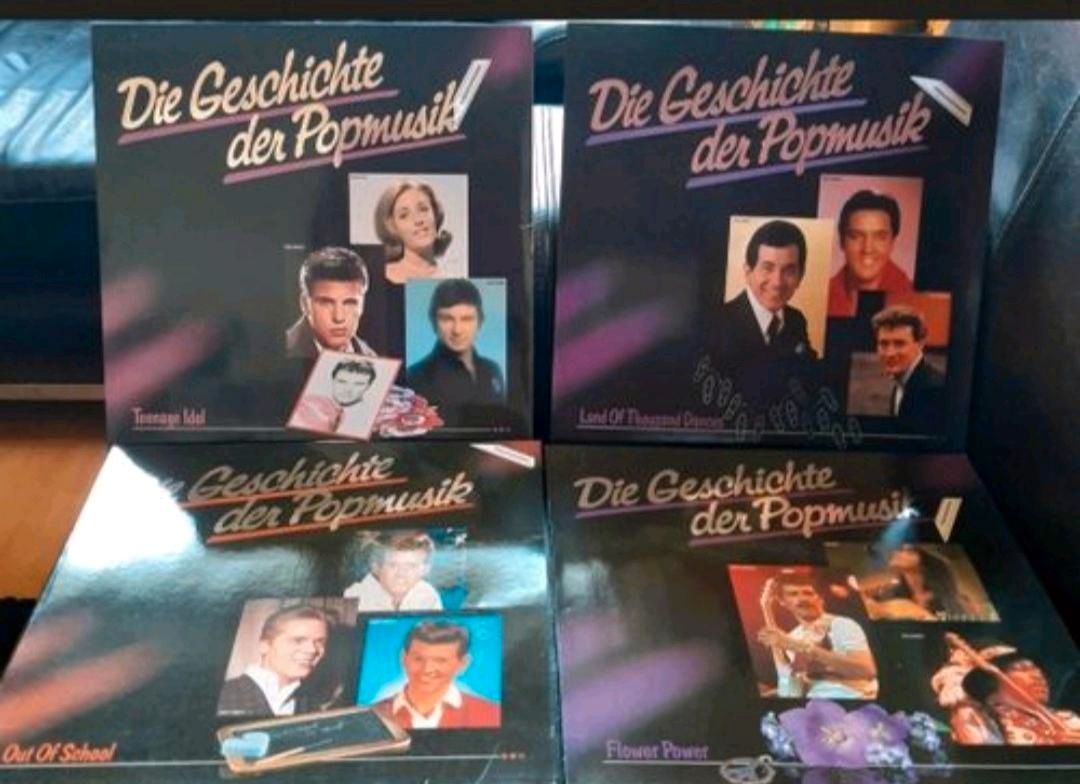 Die Geschichte
der Popmusik
Teenage Idol
Die Geschichte
der Popmusik
Land Of Thousand Dances
Geschichte
der Popmusik
Out Of School
Die Geschichte
der Popmusik
Flower Power